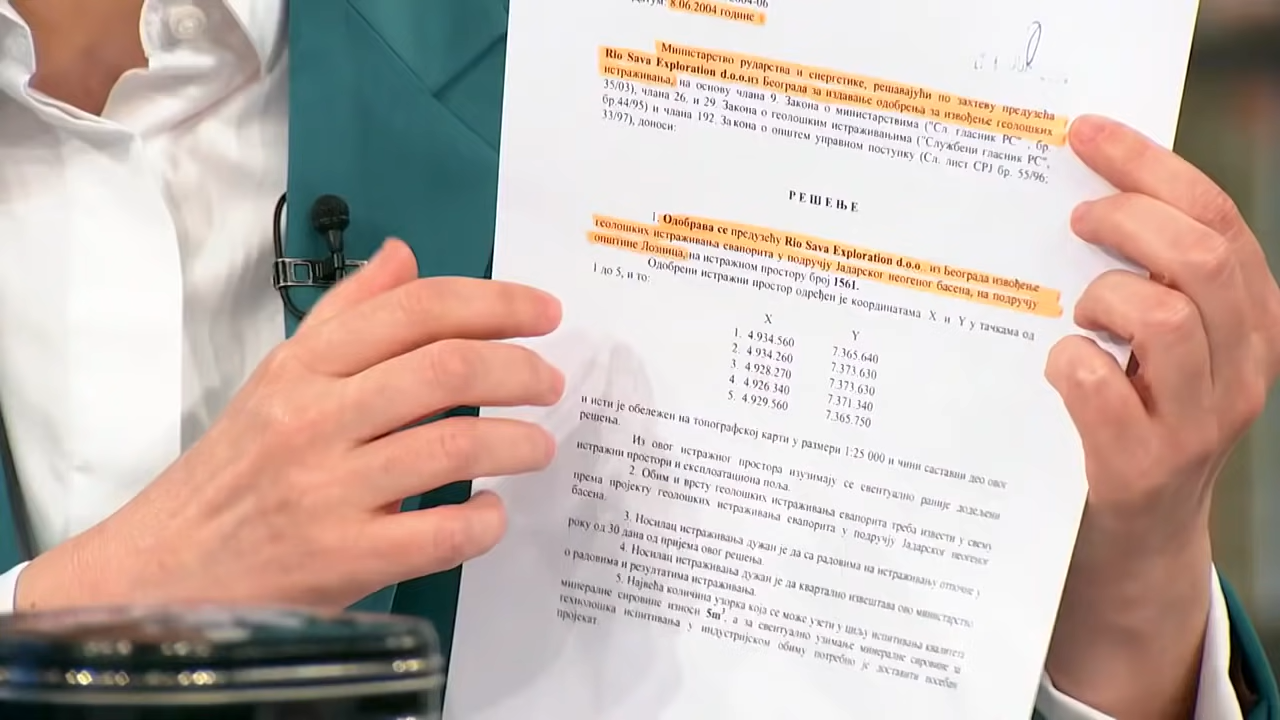 8.06.2004 године
Министарство рударства и енергетике, решавајући по захтеву предузећа
Rio Sava Exploration d.o.o.из Београда за издавање одобрења за извођење геолошких
истраживања, на основу члана 9. Закона о министарствима ("Сл. гласник РС" , бр.
35/03), члана 26. и 29. Закона о геолошким истраживањима ("Службени гласник РС",
бр.44/95) и члана 192. Закона о општем управном поступку (Сл. лист СРЈ бр. 55/96;
33/97), доноси:
РЕШЕЊЕ
1. Одобрава се предузећу Rio Sava Exploration d.o.o. из Београда извођење
геолошких истраживања евапорита у подручју Јадарског неогеног басена, на подручју
општине Лозница, на истражном простору број 1561.
Одобрени истражни простор одређен је координатама X и Y у тачкама од
1 до 5, и то:
X Y
1. 4.934.560 7.365.640
2. 4 934.260 7.373.630
3. 4 928.270 7.373.630
4. 4 926 340 7.371 340
5. 4.929.560 7.365.750
и исти је обележен на топографској карти у размери 1:25 000 и чини саставни део овог
решења.
Из овог истражног простора изузимају се евентуално раније додељени
истражни простори и експлоатациона поља.
2. Обим и врсту геолошких истраживања евапорита треба извести у свему
према пројекту геолошких истраживања евапорита у подручју Јадарског неогеног
басена.
3. Носилац истраживања дужан је да са радовима на истраживању отпочне у
року од 30 дана од пријема овог решења.
4. Носилац истраживања дужан је да квартално извештава ово министарство
о радовима и резултатима истраживања.
5. Највећа количина узорка која се може узети у циљу испитивања квалитета
минералне сировине износи 5m³, а за евентуално узимање минералне сировине за
технолошка испитивања у индустријском обиму потребно је доставити посебан
пројекат.